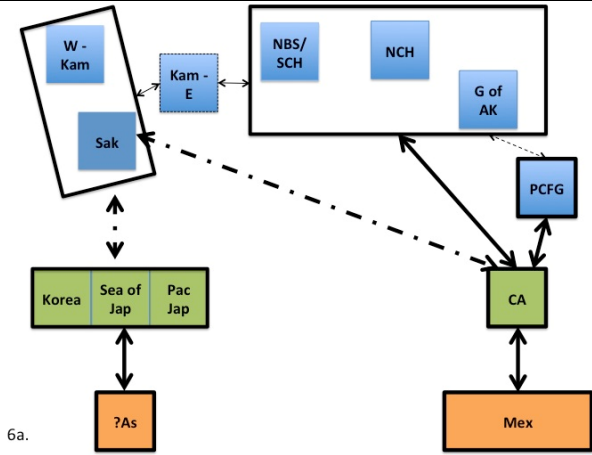 W -
Kam
Kam -
E
NBS/
SCH
NCH
G of
AK
Sak
PCFG
Korea
Sea of
Jap
Pac
Jap
CA
?As
Mex
6a.